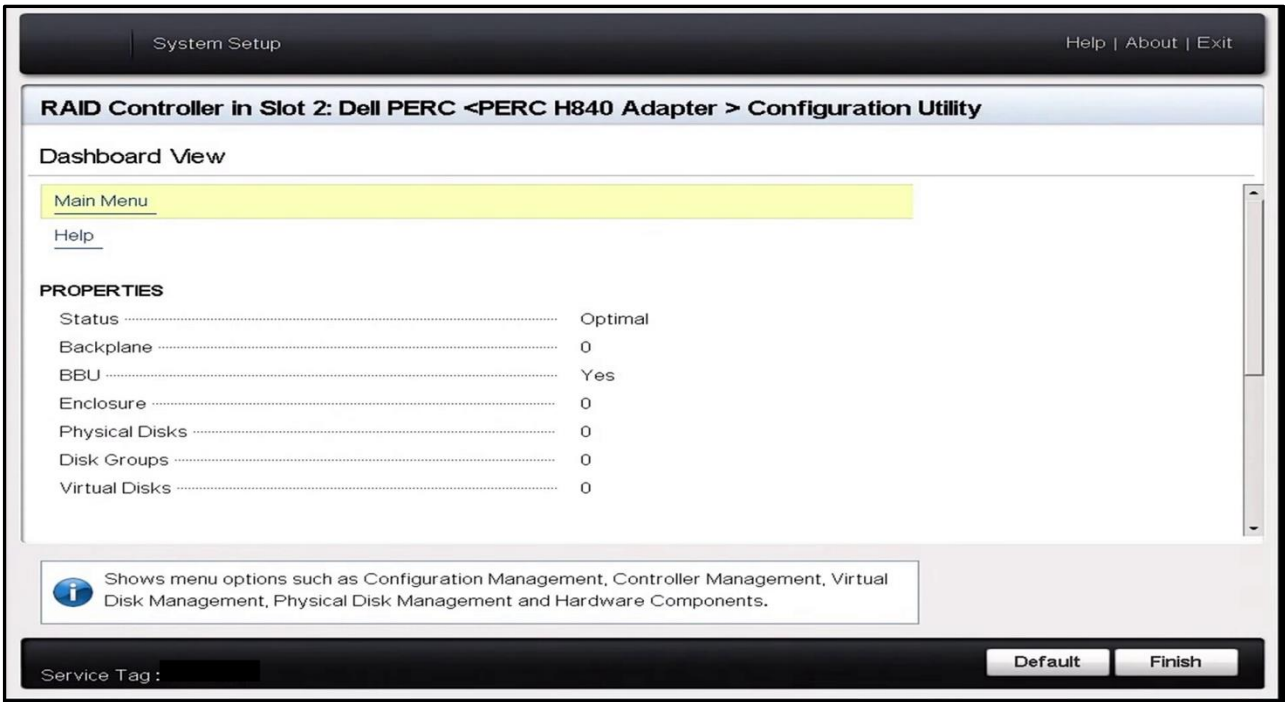 System Setup
Help | About | Exit
RAID Controller in Slot 2: Dell PERC <PERC H840 Adapter > Configuration Utility
Dashboard View
Main Menu
Help
PROPERTIES
Status Optimal
Backplane 0
BBU Yes
Enclosure 0
Physical Disks 0
Disk Groups 0
Virtual Disks 0
Shows menu options such as Configuration Management, Controller Management, Virtual
Disk Management, Physical Disk Management and Hardware Components.
Service Tag :
Default Finish